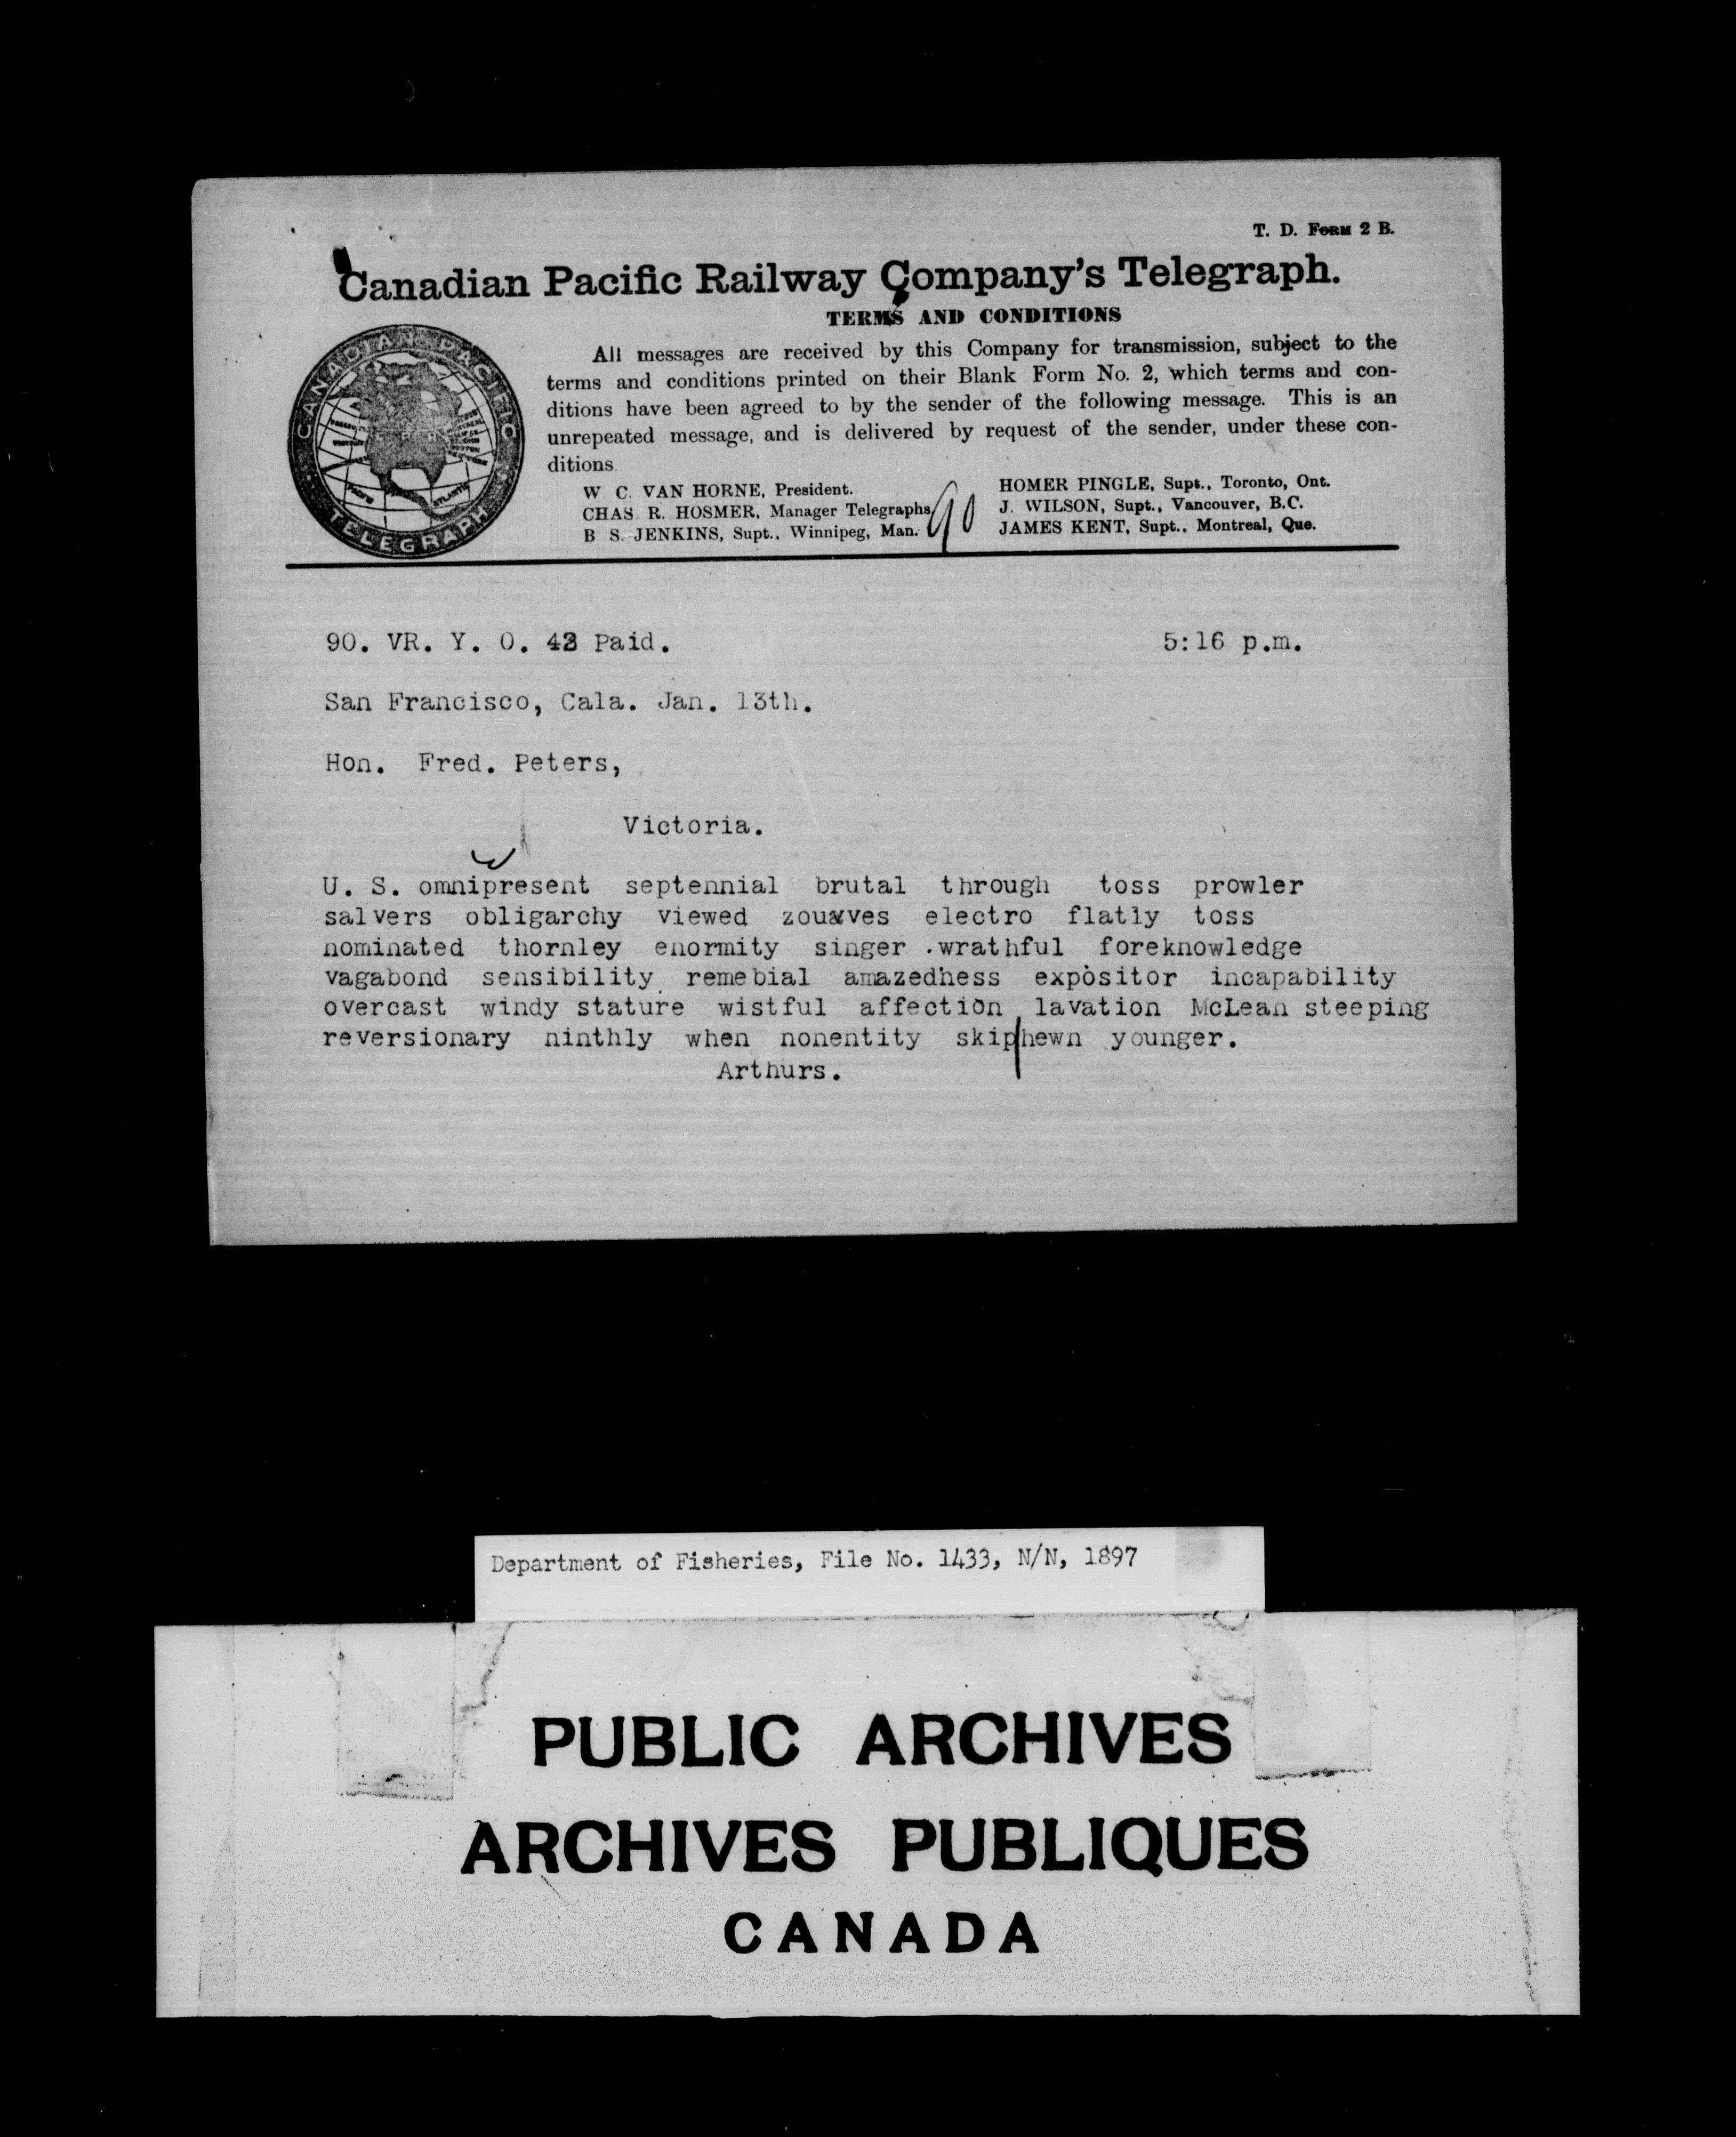 T. D. FORM 2 B.
Canadian Pacific Railway Company's Telegraph.
TERMS AND CONDITIONS
CANADIAN PACIFIC
TELEGRAPH
All messages are received by this Company for transmission, subject to the
terms and conditions printed on their Blank Form No. 2, which terms and con-
ditions have been agreed to by the sender of the following message. This is an
unrepeated message, and is delivered by request of the sender, under these con-
ditions.
W. C. VAN HORNE, President.
CHAS R. HOSMER, Manager Telegraphs
B S. JENKINS, Supt., Winnipeg, Man.
90
HOMER PINGLE, Supt., Toronto, Ont.
J. WILSON, Supt., Vancouver, B.C.
JAMES KENT, Supt., Montreal, Que.
90. VR. Y. O. 43 Paid. 5:16 p.m.
San Francisco, Cala. Jan. 13th.
Hon. Fred. Peters,
Victoria.
U. S. omnipresent septennial brutal through toss prowler
salvers obligarchy viewed zouaves electro flatly toss
nominated thornley enormity singer .wrathful foreknowledge
vagabond sensibility remebial amazedness expositor incapability
overcast windy stature wistful affection lavation McLean steeping
reversionary ninthly when nonentity skip hewn younger.
Arthurs.
Department of Fisheries, File No. 1433, N/N, 1897
PUBLIC ARCHIVES
ARCHIVES PUBLIQUES
CANADA